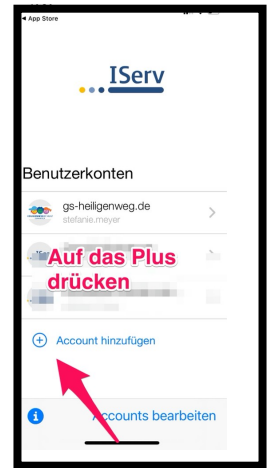 ◀ App Store
IServ
Benutzerkonten
gs-heiligenweg.de
stefanie.meyer
Auf das Plus
drücken
Account hinzufügen
Accounts bearbeiten